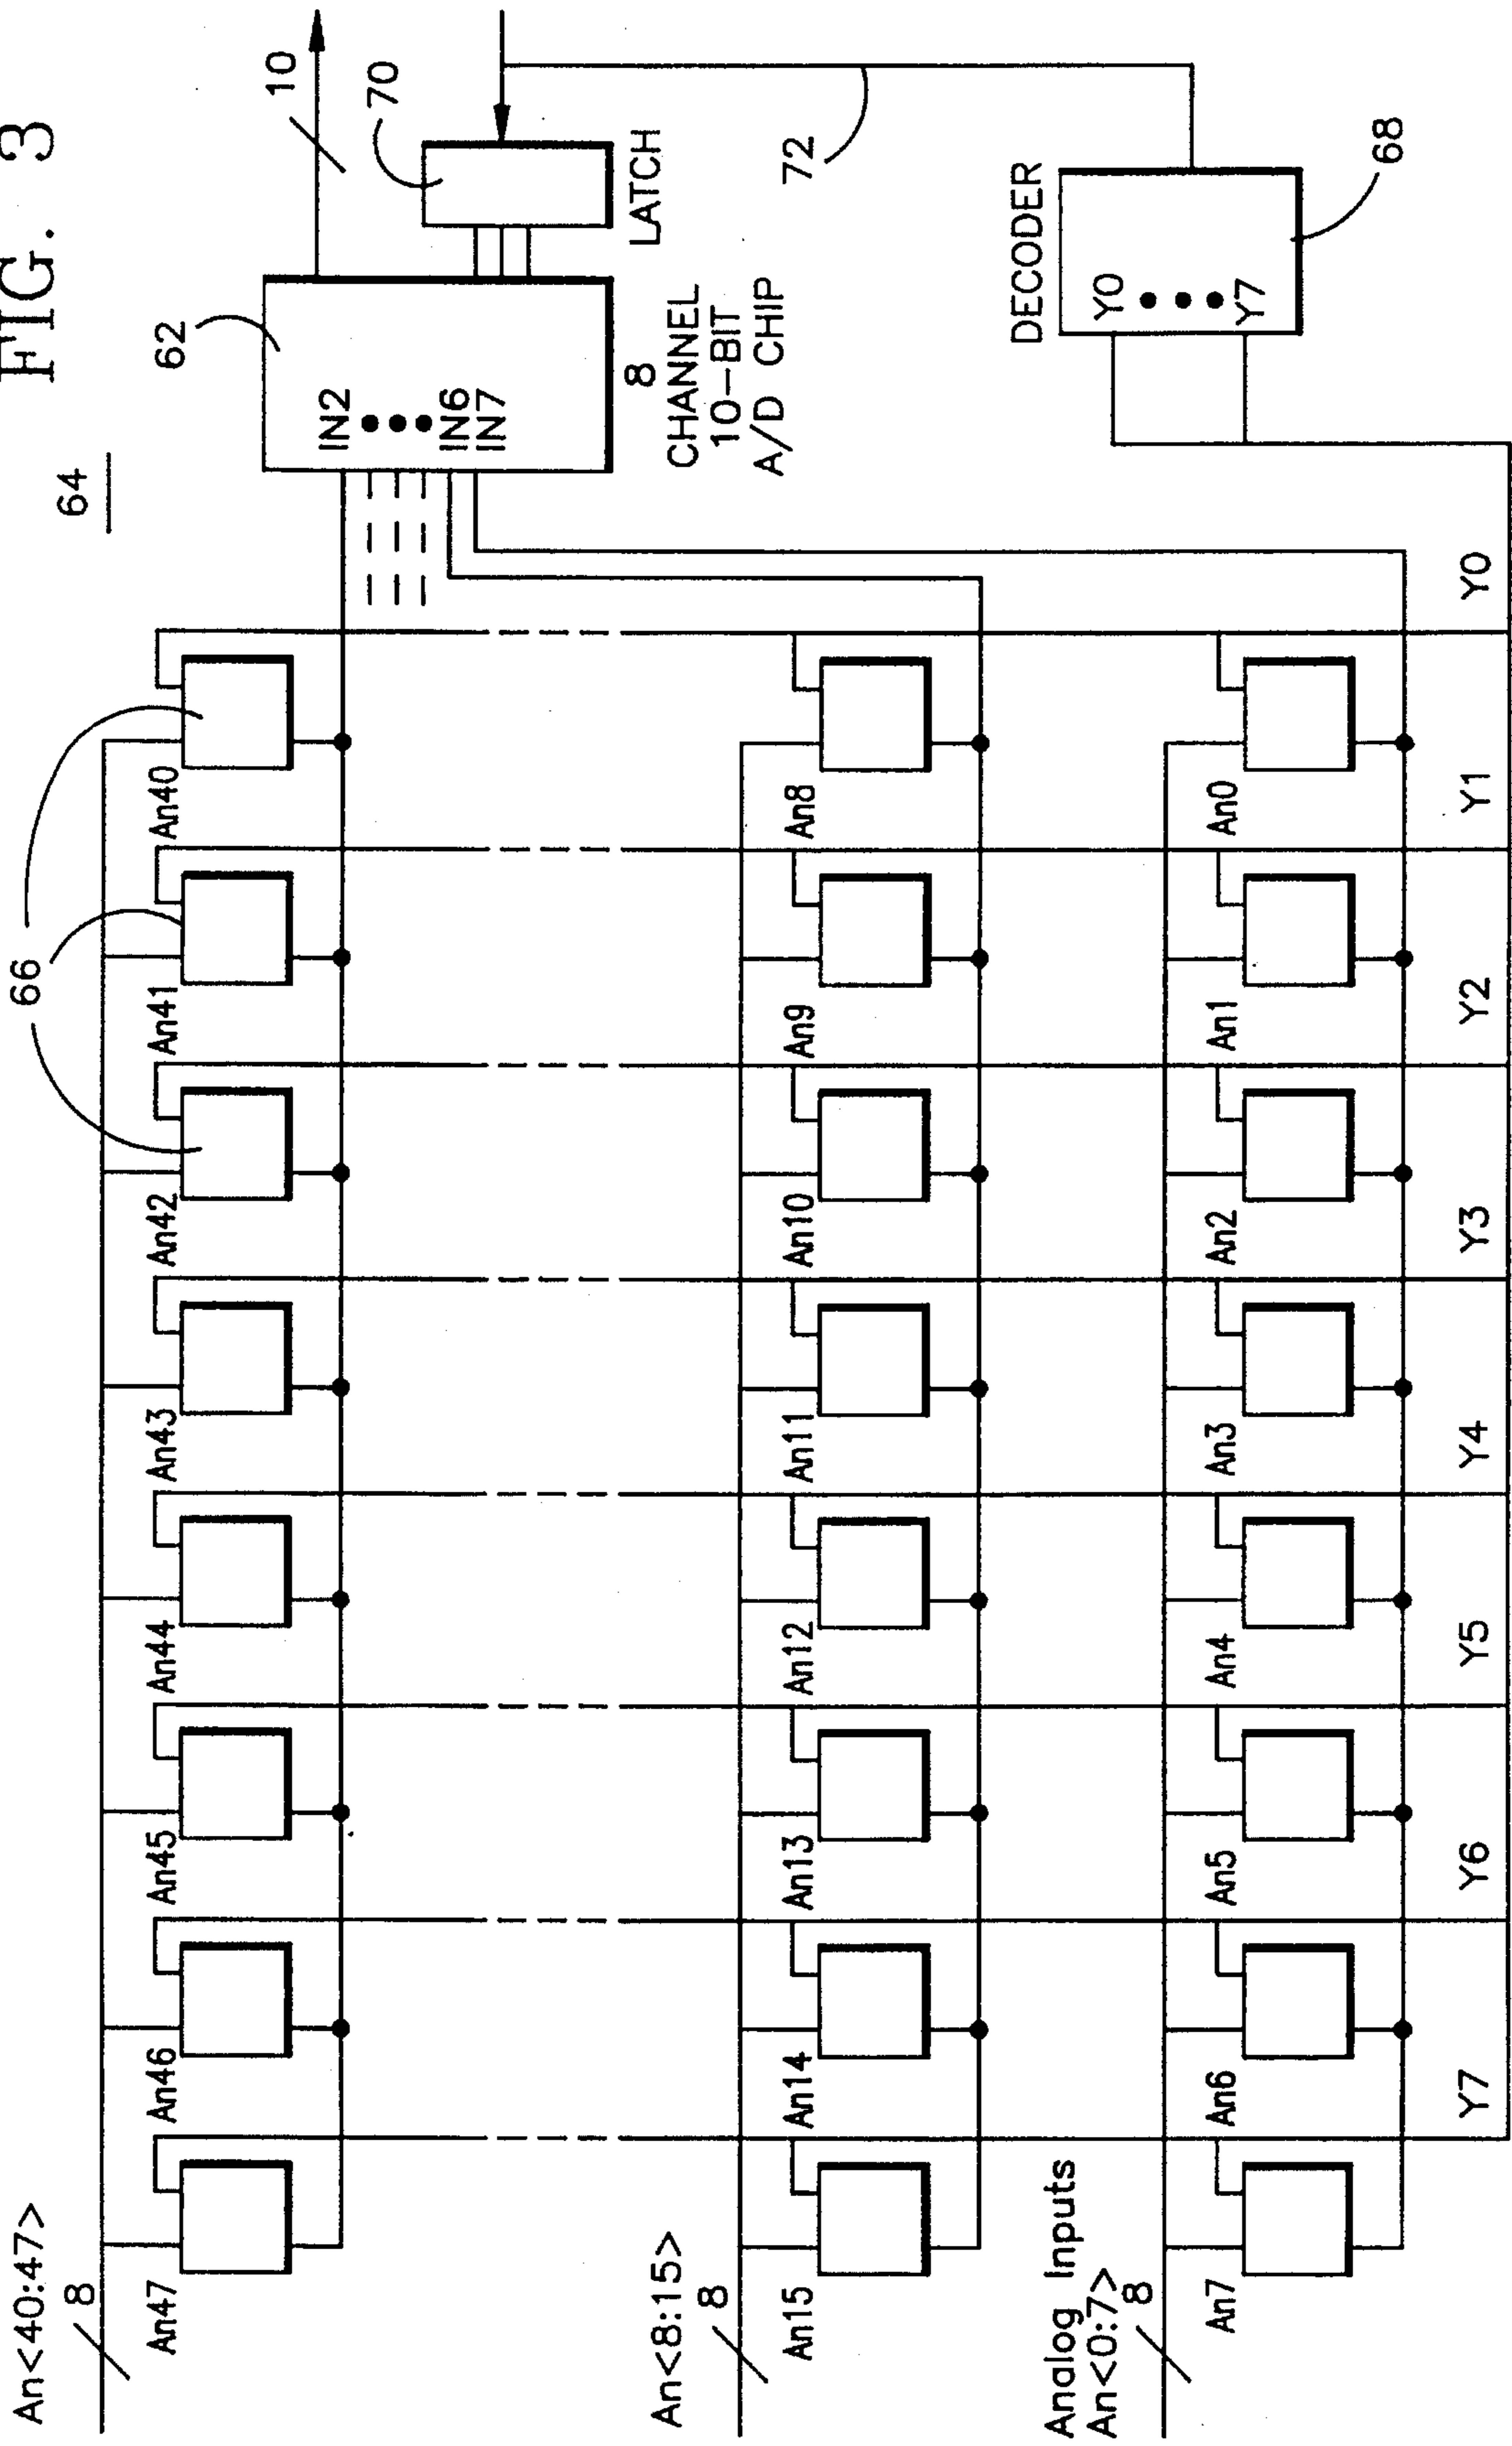 FIG. 3
64
An<40:47>
8
66
An47
An46
An45
An44
An43
An42
An41
An40
62
IN2
IN6
IN7
8
CHANNEL
10-BIT
A/D CHIP
10
70
LATCH
72
An<8:15>
8
An15
An14
An13
An12
An11
An10
An9
An8
Analog Inputs
An<0:7>
8
An7
An6
An5
An4
An3
An2
An1
An0
DECODER
Y0
Y7
68
Y7
Y6
Y5
Y4
Y3
Y2
Y1
Y0